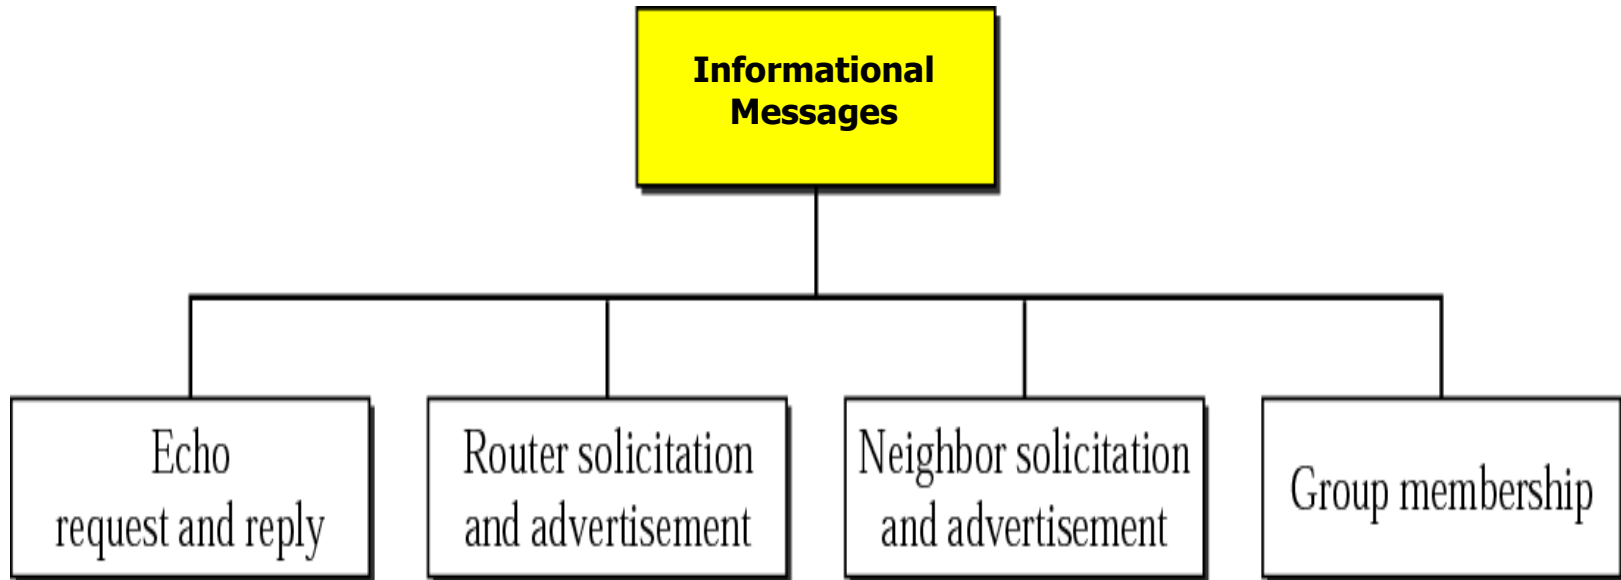 Informational
Messages
Echo
request and reply
Router solicitation
and advertisement
Neighbor solicitation
and advertisement
Group membership